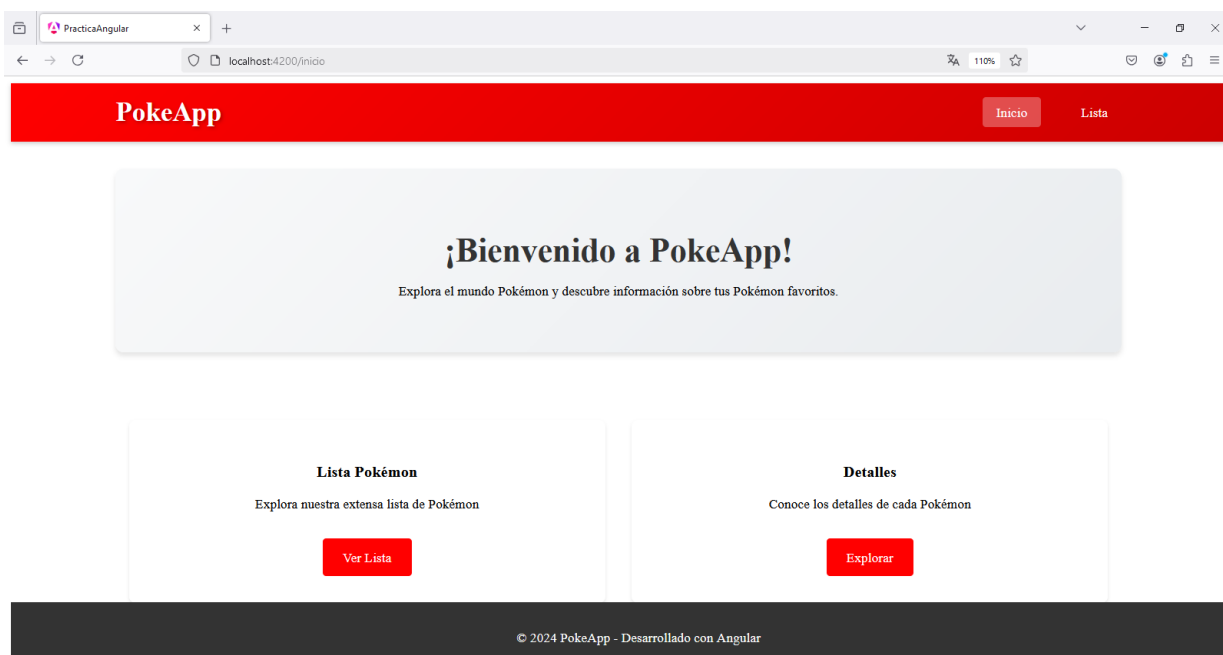 PracticaAngular
localhost:4200/inicio
110%
PokeApp
Inicio
Lista
¡Bienvenido a PokeApp!
Explora el mundo Pokémon y descubre información sobre tus Pokémon favoritos.
Lista Pokémon
Explora nuestra extensa lista de Pokémon
Ver Lista
Detalles
Conoce los detalles de cada Pokémon
Explorar
© 2024 PokeApp - Desarrollado con Angular